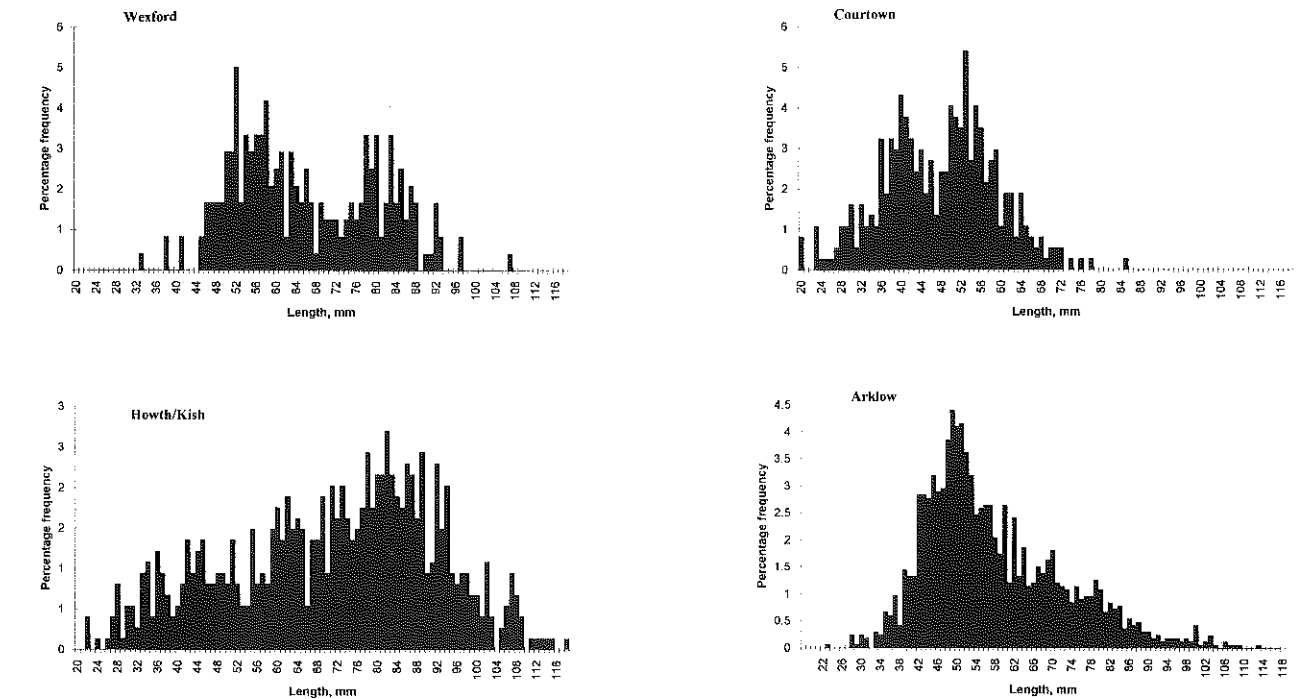 Wexford
6
5
4
3
2
1
0
Percentage frequency
20 24 28 32 36 40 44 48 52 56 60 64 68 72 76 80 84 88 92 96 100 104 108 112 116
Length, mm
Courtown
6
5
4
3
2
1
0
Percentage frequency
20 24 28 32 36 40 44 48 52 56 60 64 68 72 76 80 84 88 92 96 100 104 108 112 116
Length, mm
Howth/Kish
3
3
2
2
1
1
0
Percentage frequency
20 24 28 32 36 40 44 48 52 56 60 64 68 72 76 80 84 88 92 96 100 104 108 112 116
Length, mm
Arklow
4.5
4
3.5
3
2.5
2
1.5
1
0.5
0
Percentage frequency
22 26 30 34 38 42 46 50 54 58 62 66 70 74 78 82 86 90 94 98 102 106 110 114 118
Length, mm